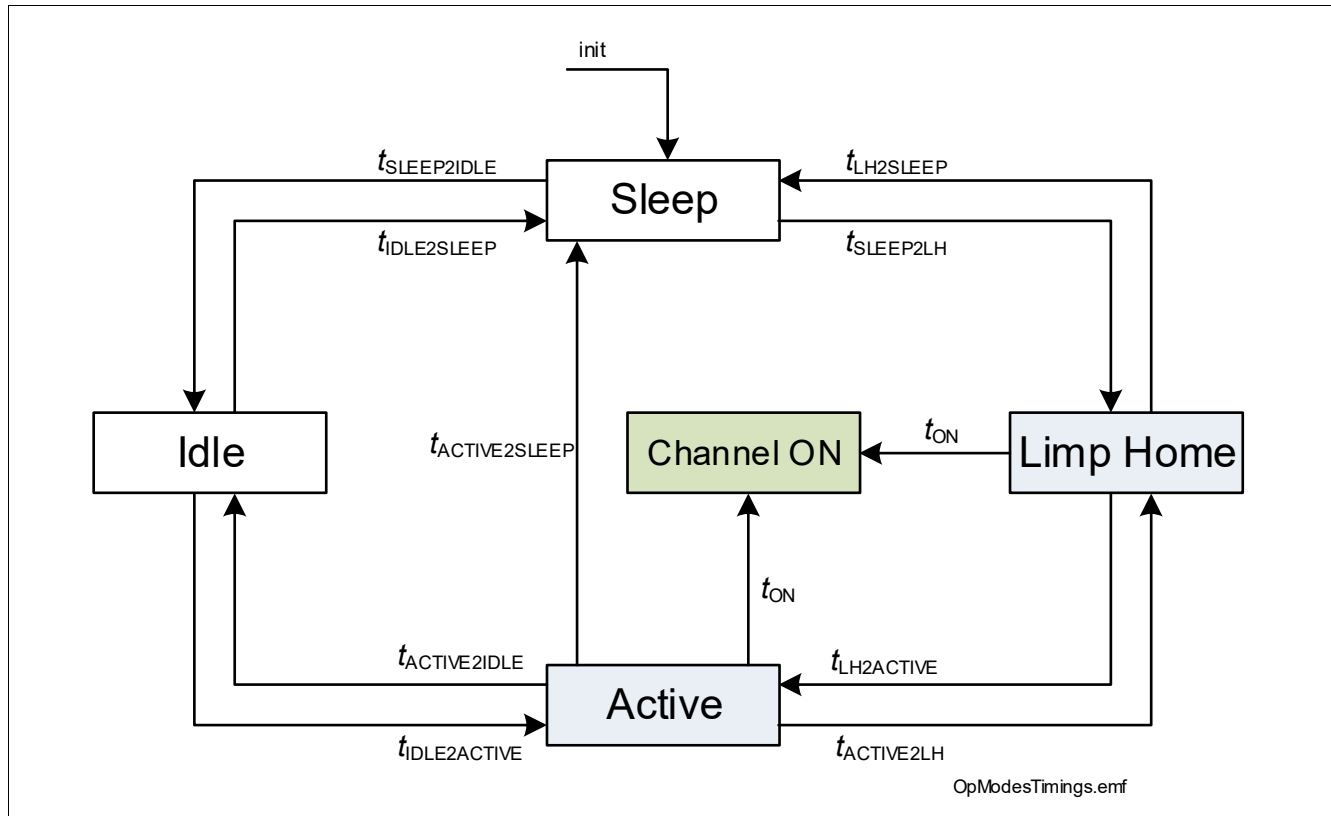 init
tSLEEP2IDLE
tLH2SLEEP
Sleep
tIDLE2SLEEP
tSLEEP2LH
Idle
tACTIVE2SLEEP
Channel ON
tON
Limp Home
tON
tACTIVE2IDLE
tLH2ACTIVE
Active
tIDLE2ACTIVE
tACTIVE2LH
OpModesTimings.emf